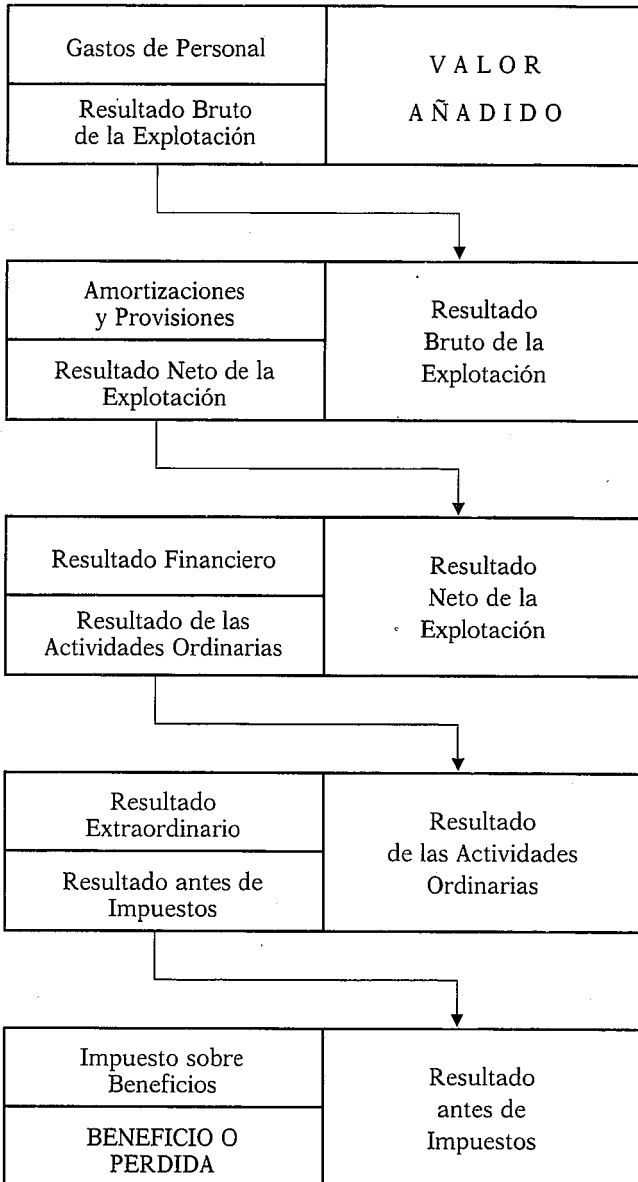 Gastos de Personal
Resultado Bruto
de la Explotación
VALOR
AÑADIDO
Amortizaciones
y Provisiones
Resultado Neto de la
Explotación
Resultado
Bruto de la
Explotación
Resultado Financiero
Resultado de las
Actividades Ordinarias
Resultado
Neto de la
Explotación
Resultado
Extraordinario
Resultado antes de
Impuestos
Resultado
de las Actividades
Ordinarias
Impuesto sobre
Beneficios
BENEFICIO O
PERDIDA
Resultado
antes de
Impuestos